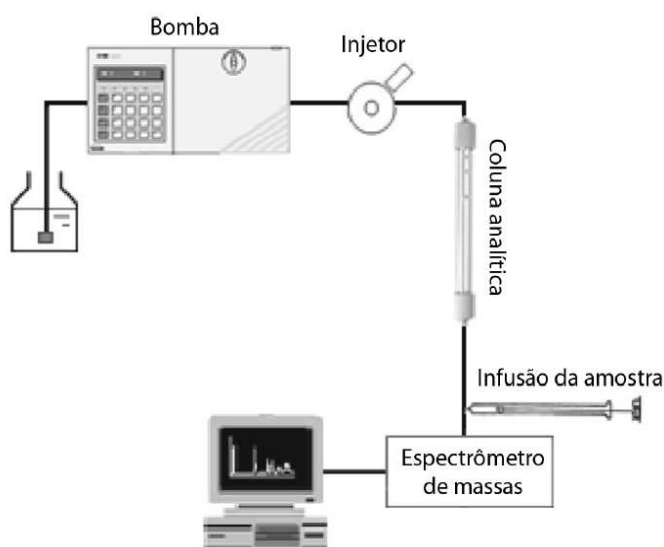 Bomba
Injetor
Coluna analítica
Infusão da amostra
Espectrômetro
de massas